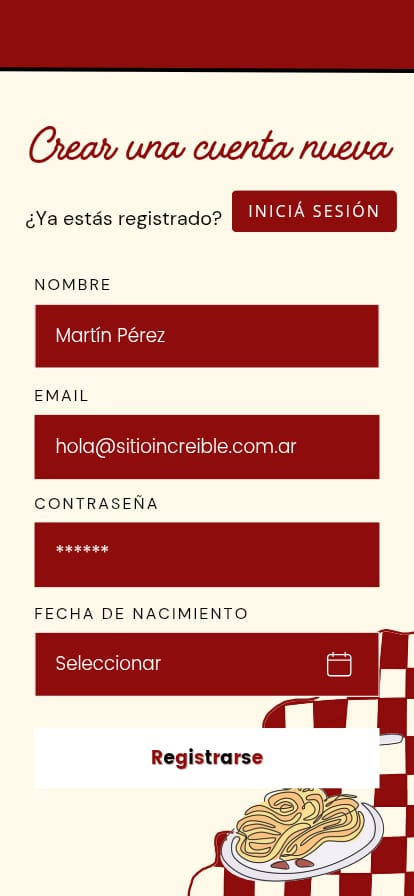 Crear una cuenta nueva
¿Ya estás registrado? INICIÁ SESIÓN
NOMBRE
Martín Pérez
EMAIL
hola@sitioincreible.com.ar
CONTRASEÑA
******
FECHA DE NACIMIENTO
Seleccionar
Registrarse